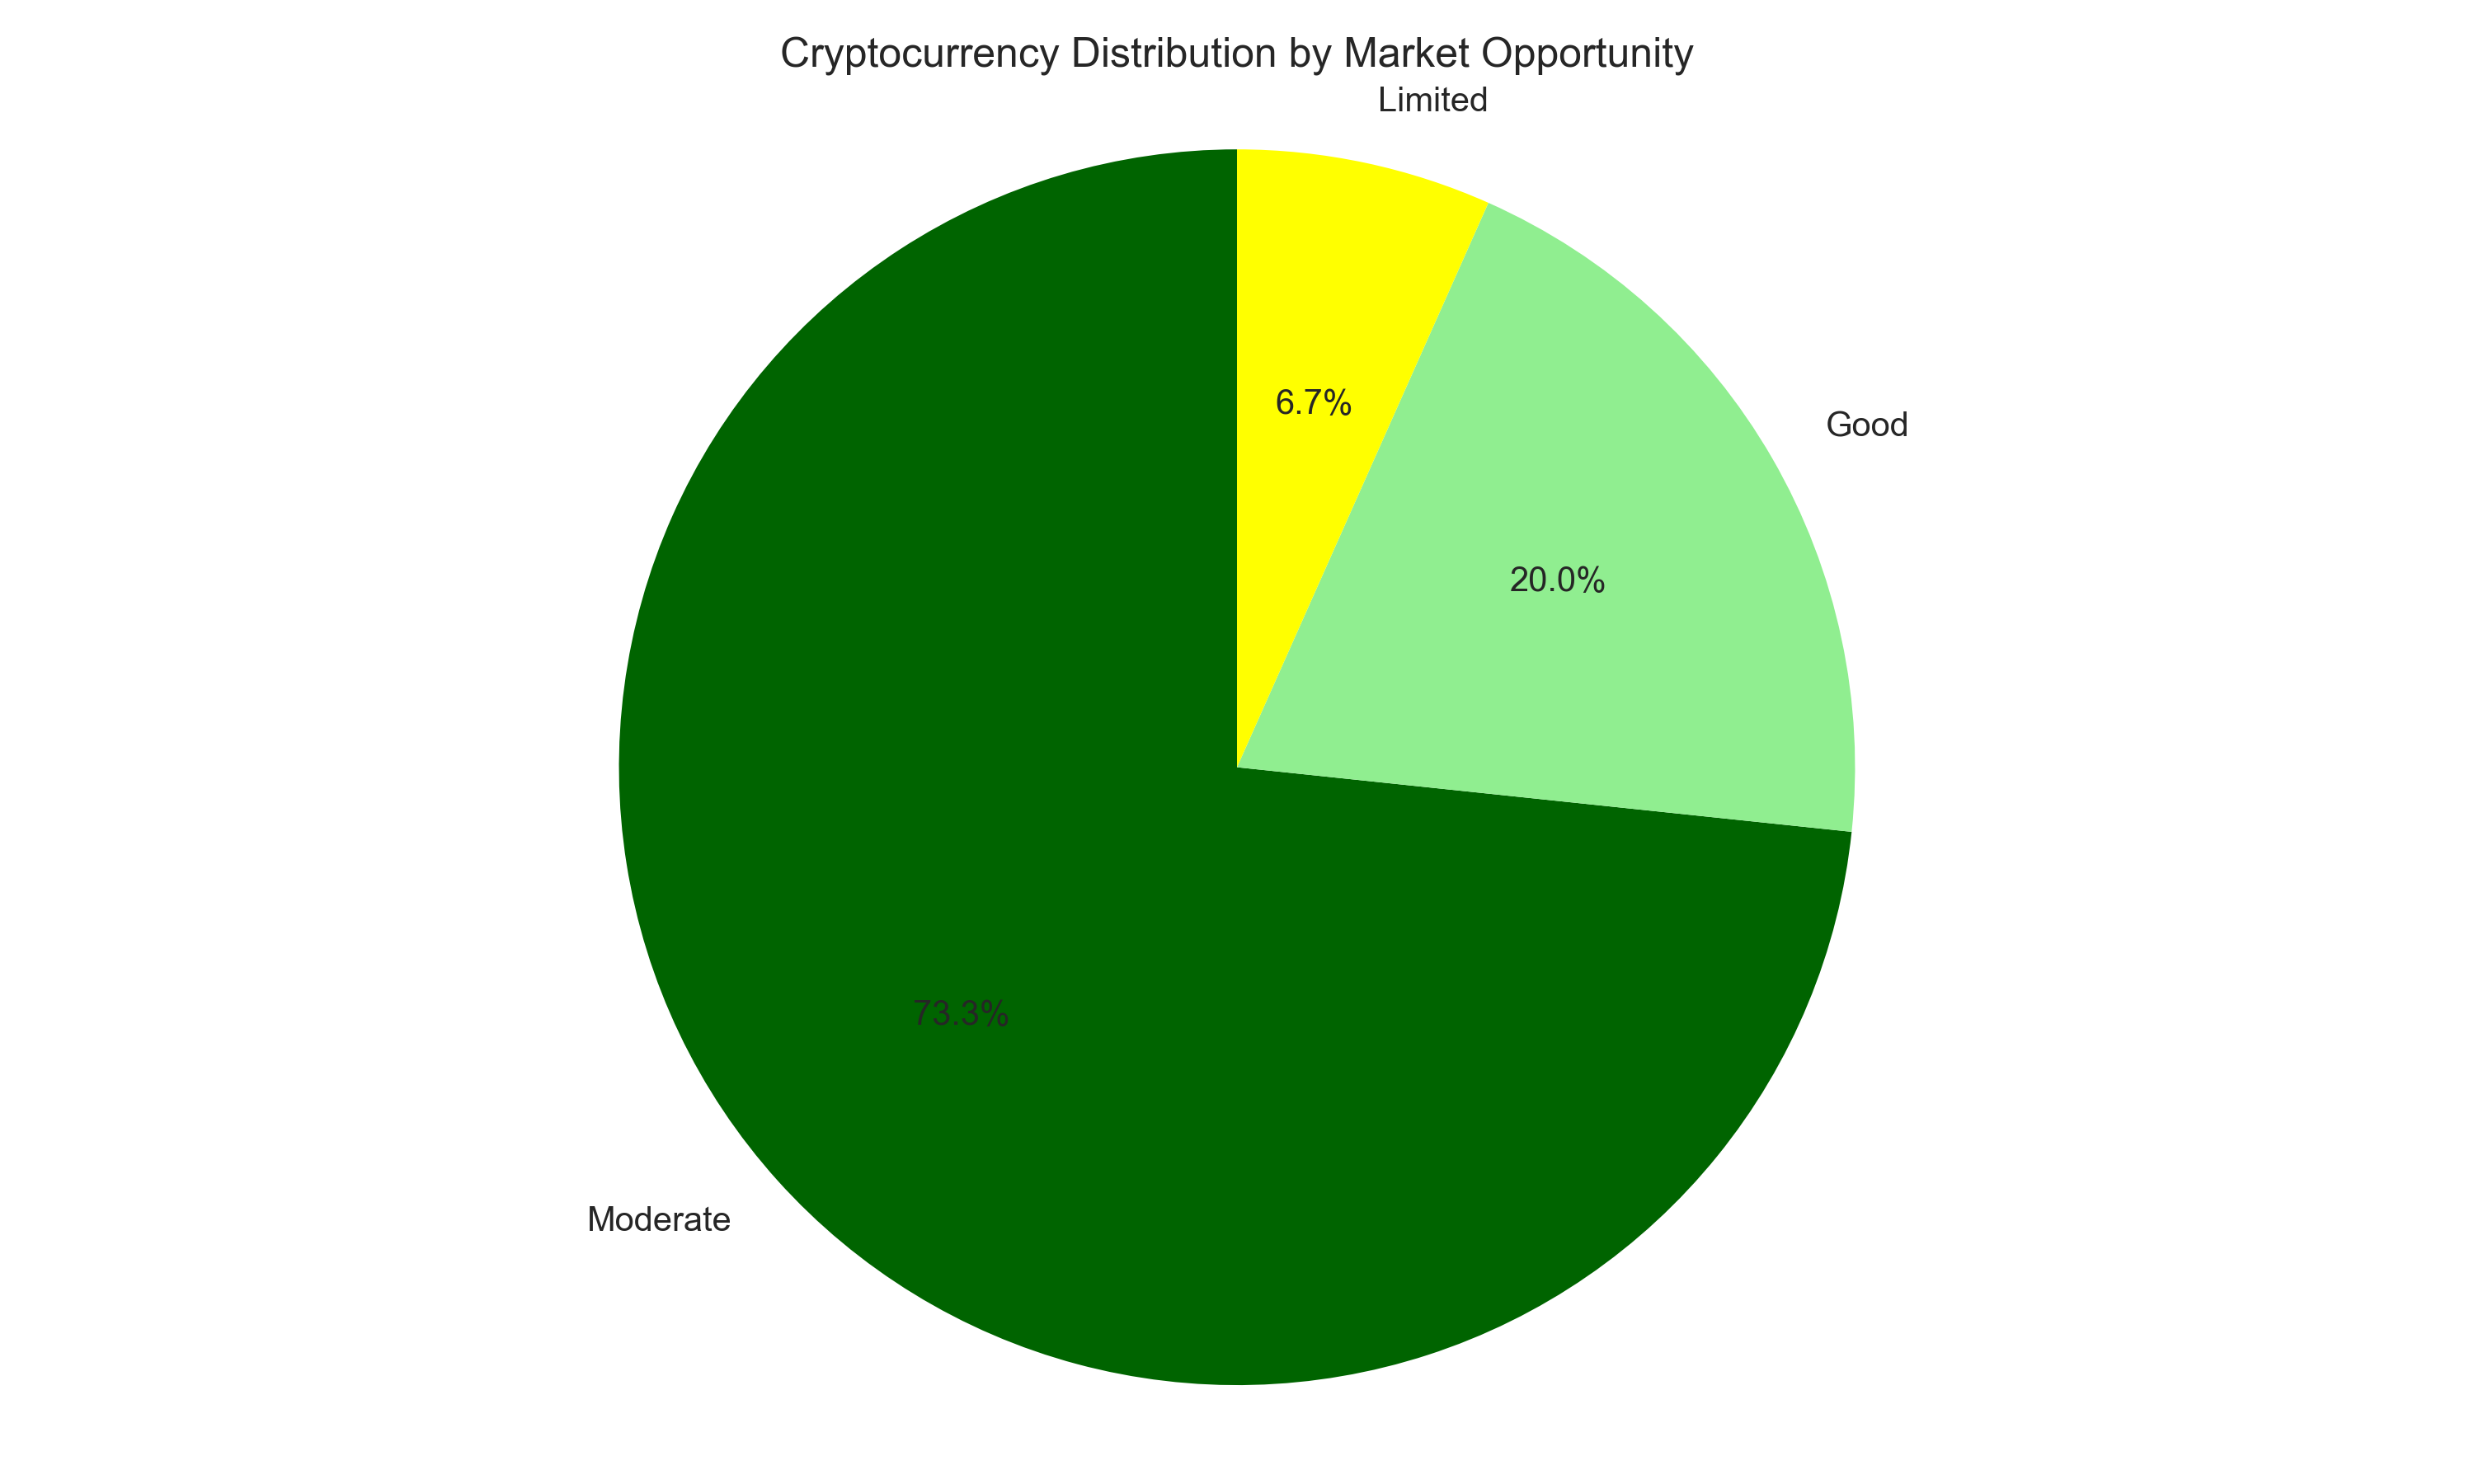 Cryptocurrency Distribution by Market Opportunity
Limited
6.7%
Good
20.0%
73.3%
Moderate